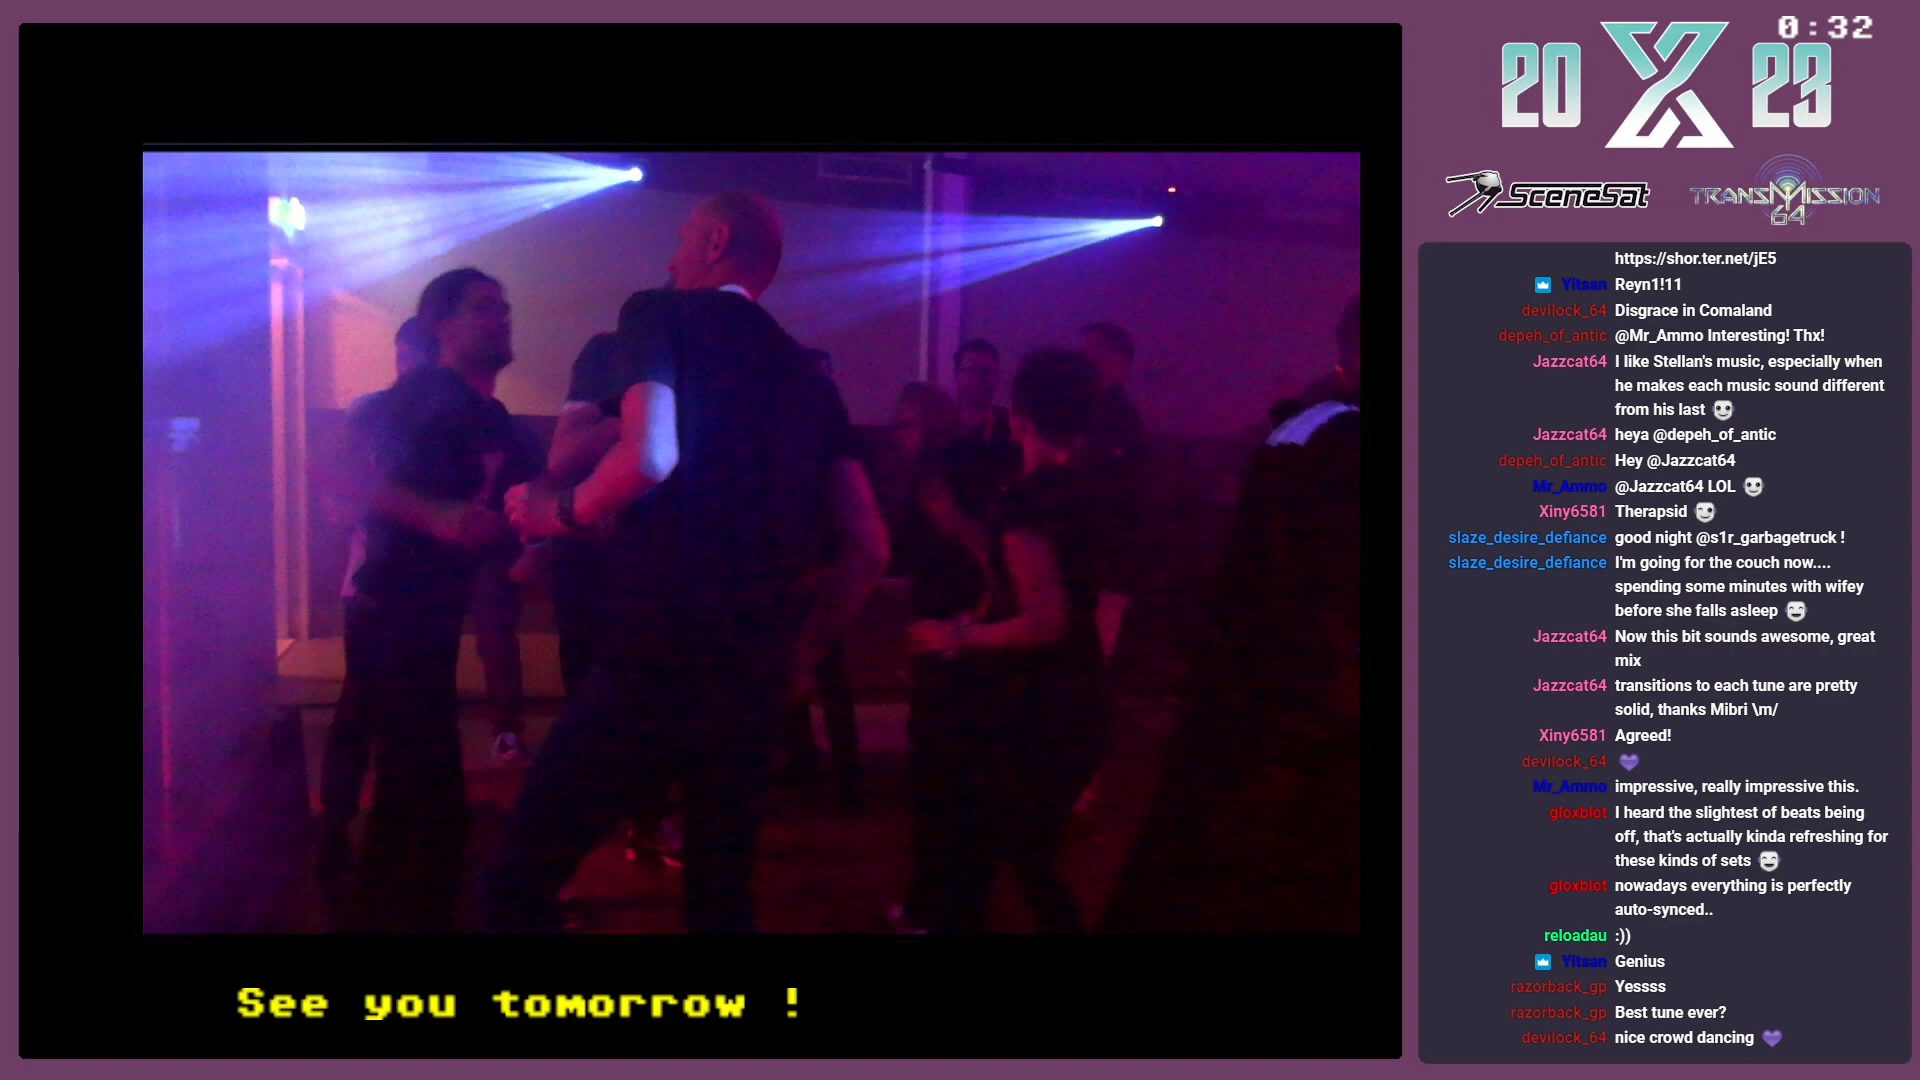 0:32
20 X 23
SceneSat
TRANSMISSION
64
https://shor.ter.net/jE5
Yitsan Reyn1!11
devilock_64 Disgrace in Comaland
depeh_of_antic @Mr_Ammo Interesting! Thx!
Jazzcat64 I like Stellan's music, especially when
he makes each music sound different
from his last
Jazzcat64 heya @depeh_of_antic
depeh_of_antic Hey @Jazzcat64
Mr_Ammo @Jazzcat64 LOL
Xiny6581 Therapsid
slaze_desire_defiance good night @s1r_garbagetruck !
slaze_desire_defiance I'm going for the couch now....
spending some minutes with wifey
before she falls asleep
Jazzcat64 Now this bit sounds awesome, great
mix
Jazzcat64 transitions to each tune are pretty
solid, thanks Mibri \m/
Xiny6581 Agreed!
devilock_64
Mr_Ammo impressive, really impressive this.
gloxblot I heard the slightest of beats being
off, that's actually kinda refreshing for
these kinds of sets
gloxblot nowadays everything is perfectly
auto-synced..
reloadau :))
Yitsan Genius
razorback_gp Yessss
razorback_gp Best tune ever?
devilock_64 nice crowd dancing
See you tomorrow !